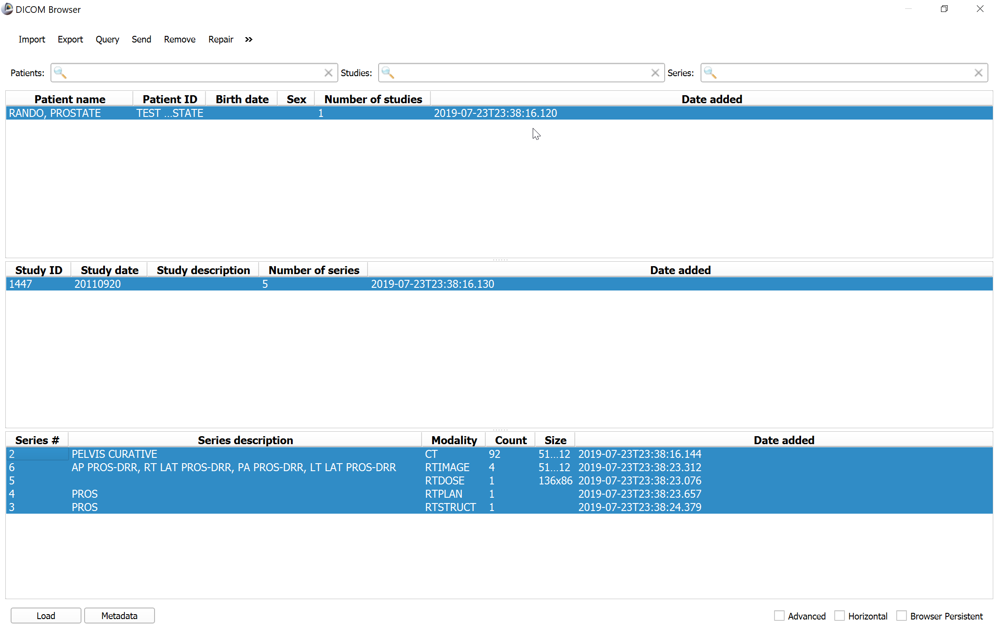 DICOM Browser
Import Export Query Send Remove Repair »
Patients: Studies: Series:
Patient name Patient ID Birth date Sex Number of studies Date added
RANDO, PROSTATE TEST ...STATE 1 2019-07-23T23:38:16.120
Study ID Study date Study description Number of series Date added
1447 20110920 5 2019-07-23T23:38:16.130
Series # Series description Modality Count Size Date added
2 PELVIS CURATIVE CT 92 51...12 2019-07-23T23:38:16.144
6 AP PROS-DRR, RT LAT PROS-DRR, PA PROS-DRR, LT LAT PROS-DRR RTIMAGE 4 51...12 2019-07-23T23:38:23.312
5 RTDOSE 1 136x86 2019-07-23T23:38:23.076
4 PROS RTPLAN 1 2019-07-23T23:38:23.657
3 PROS RTSTRUCT 1 2019-07-23T23:38:24.379
Load Metadata Advanced Horizontal Browser Persistent